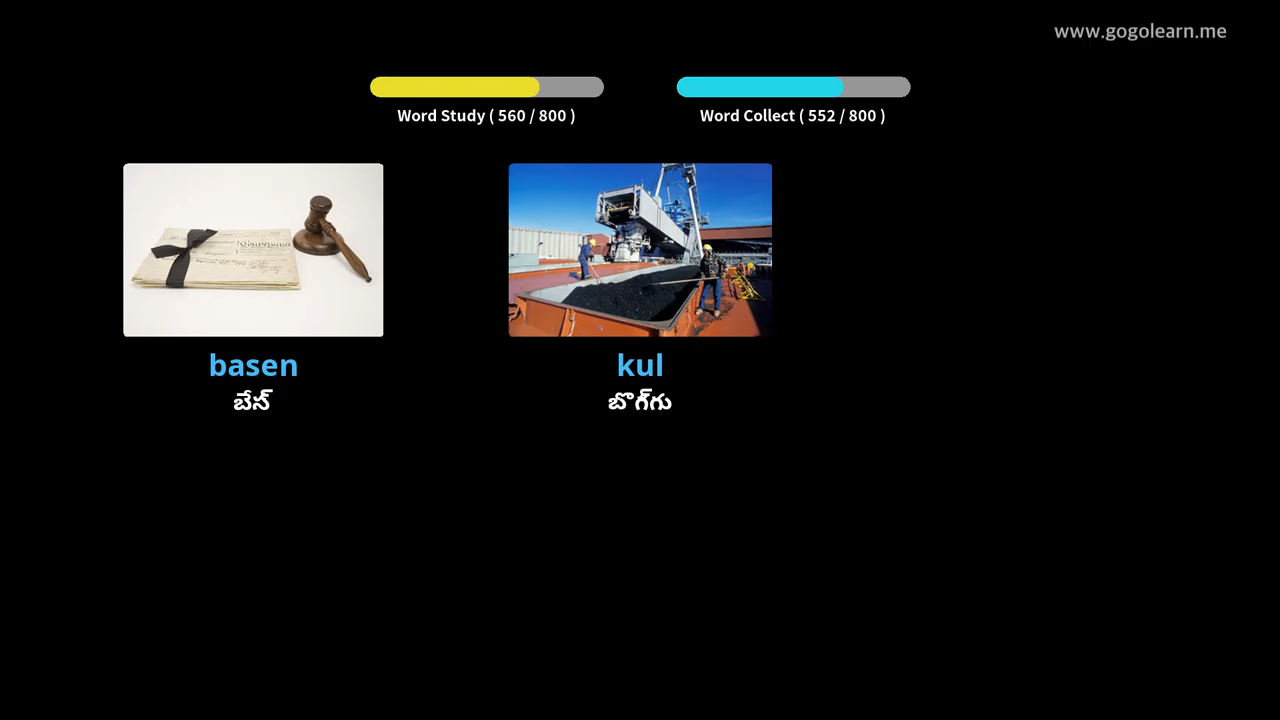 www.gogolearn.me
Word Study ( 560 / 800 )
Word Collect ( 552 / 800 )
basen
kul
బేస్
బొగ్‌గు